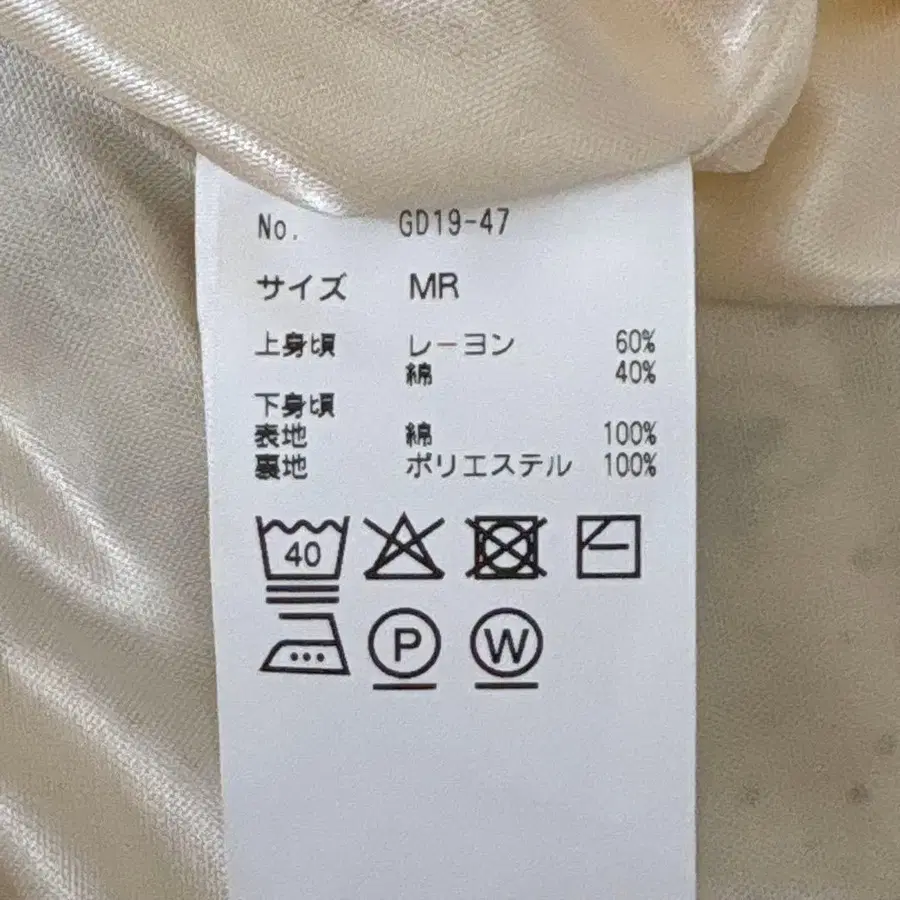 No. GD19-47
サイズ MR
上身頃 レーヨン 60%
綿 40%
下身頃
表地 綿 100%
裏地 ポリエステル 100%
40
P W